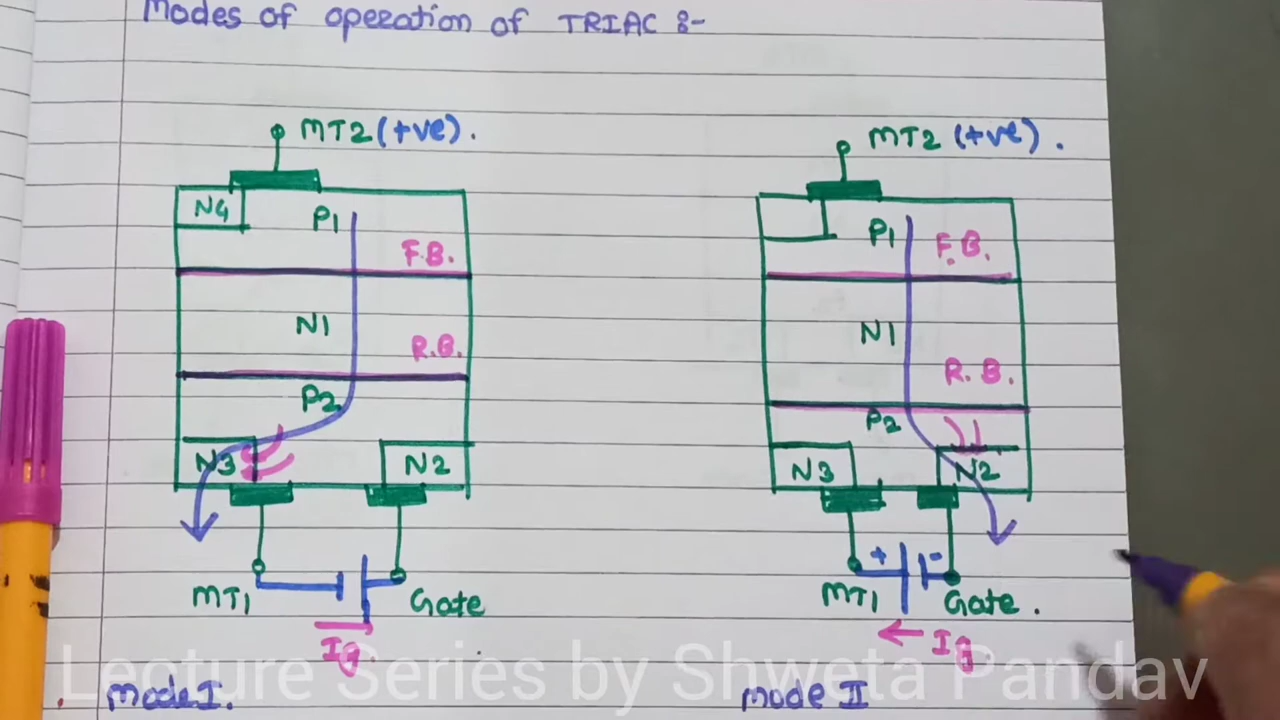 Modes of operation of TRIAC :-
MT2 (+ve).
N4
P1
F.B.
N1
R.B.
P2
N3
N2
MT1
Gate
Ig
Mode I.
MT2 (+ve).
P1
F.B.
N1
R.B.
P2
N3
N2
+
-
MT1
Gate.
← Ig
Mode II
Lecture Series by Shweta Pandav